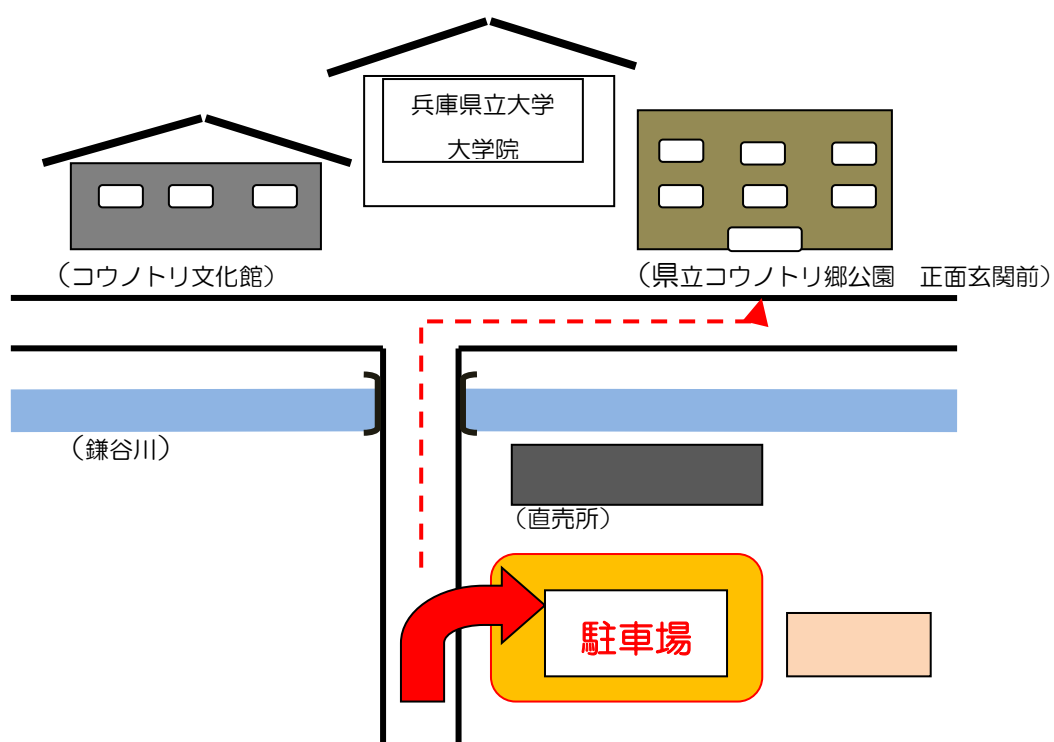 兵庫県立大学
大学院
（コウノトリ文化館）
（県立コウノトリ郷公園　正面玄関前）
（鎌谷川）
（直売所）
駐車場